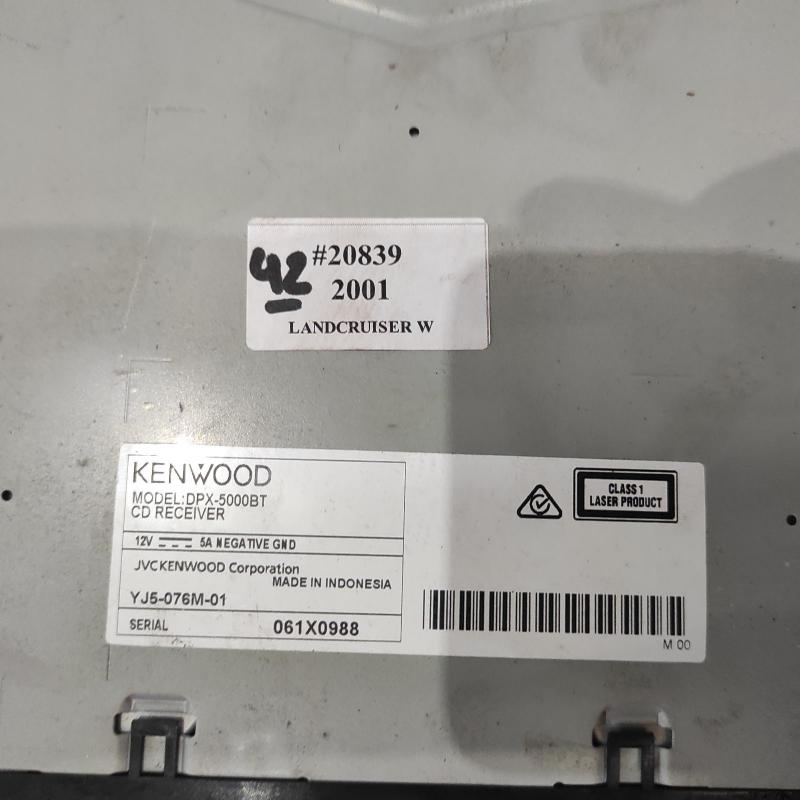 42
#20839
2001
LANDCRUISER W
KENWOOD
MODEL:DPX-5000BT
CD RECEIVER
12V 5A NEGATIVE GND
JVCKENWOOD Corporation
MADE IN INDONESIA
YJ5-076M-01
SERIAL 061X0988
CLASS 1
LASER PRODUCT
M 00